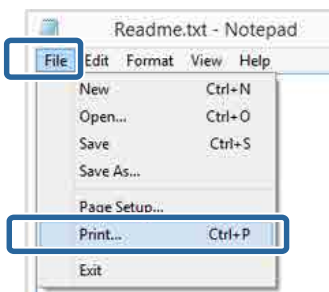 Readme.txt - Notepad
File Edit Format View Help
New Ctrl+N
Open... Ctrl+O
Save Ctrl+S
Save As...
Page Setup...
Print... Ctrl+P
Exit